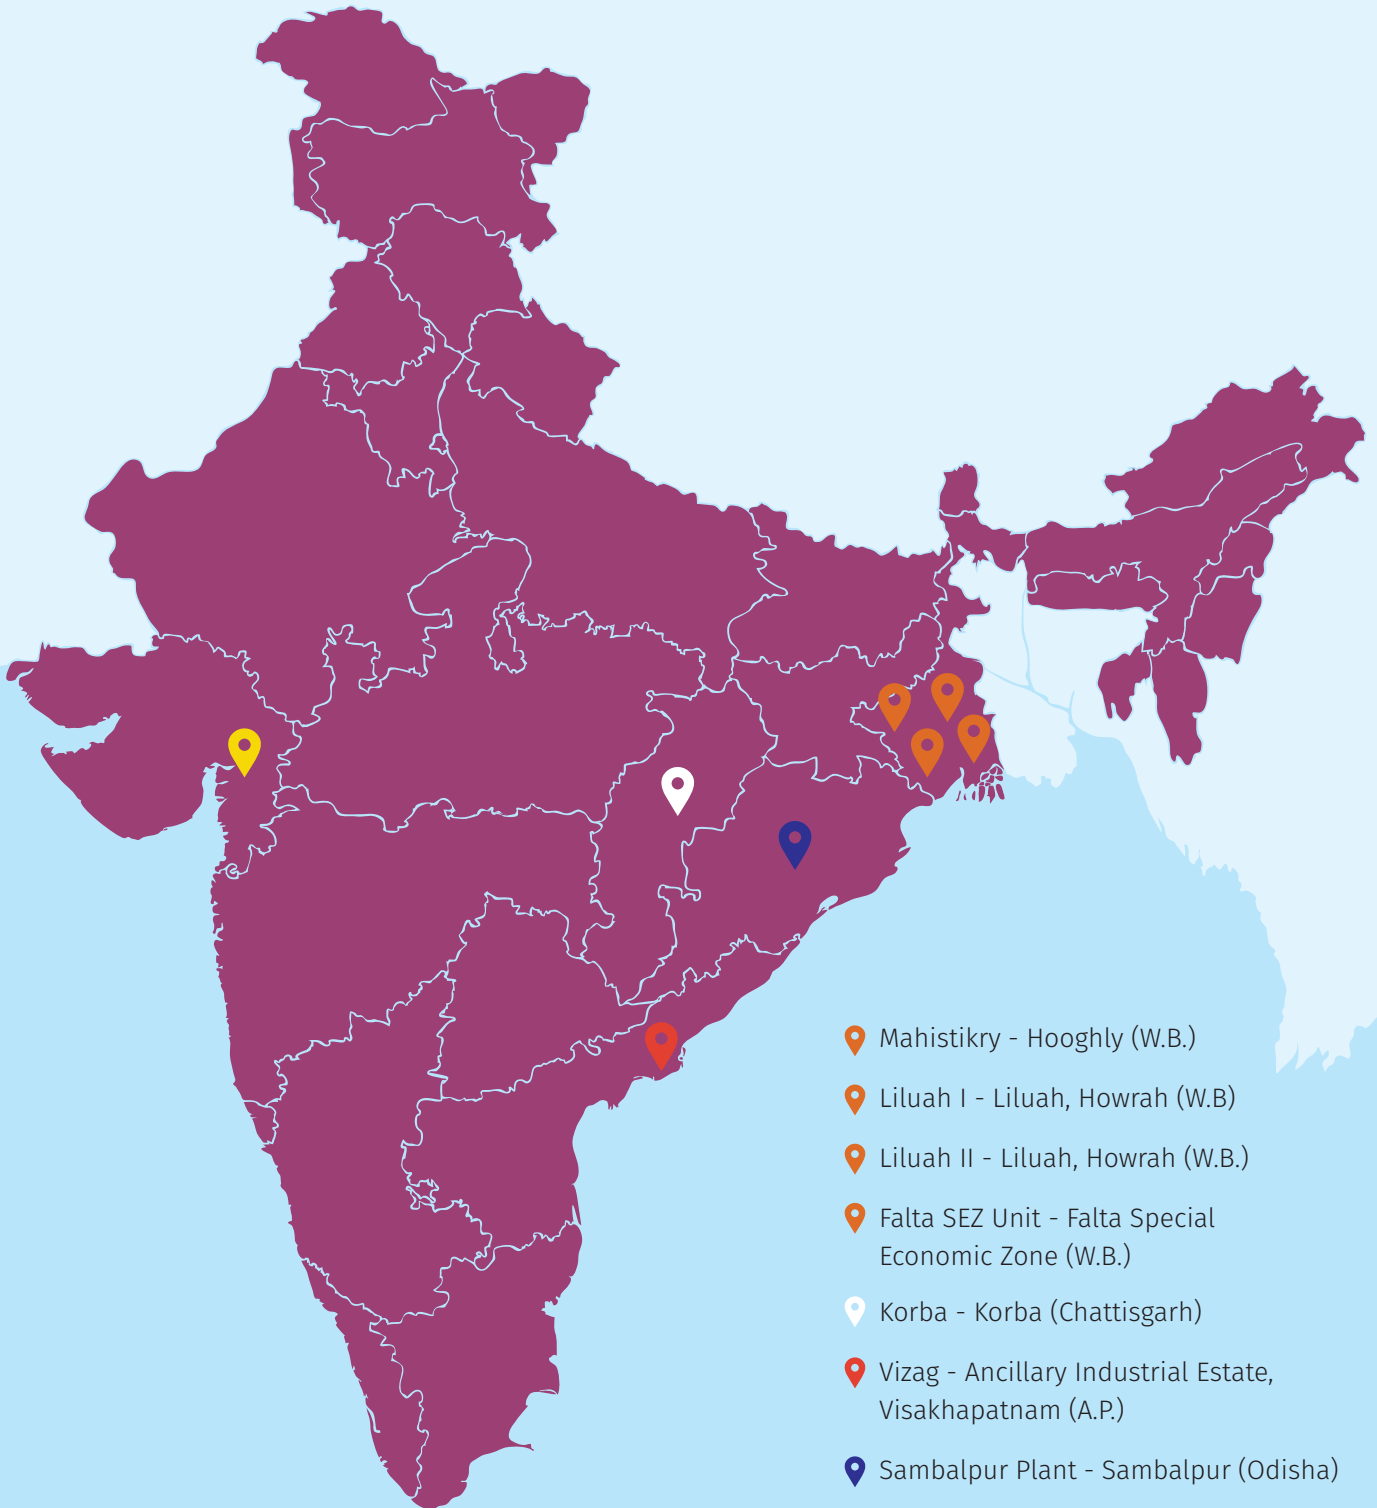 Mahistikry - Hooghly (W.B.)
Liluah I - Liluah, Howrah (W.B)
Liluah II - Liluah, Howrah (W.B.)
Falta SEZ Unit - Falta Special
Economic Zone (W.B.)
Korba - Korba (Chattisgarh)
Vizag - Ancillary Industrial Estate,
Visakhapatnam (A.P.)
Sambalpur Plant - Sambalpur (Odisha)